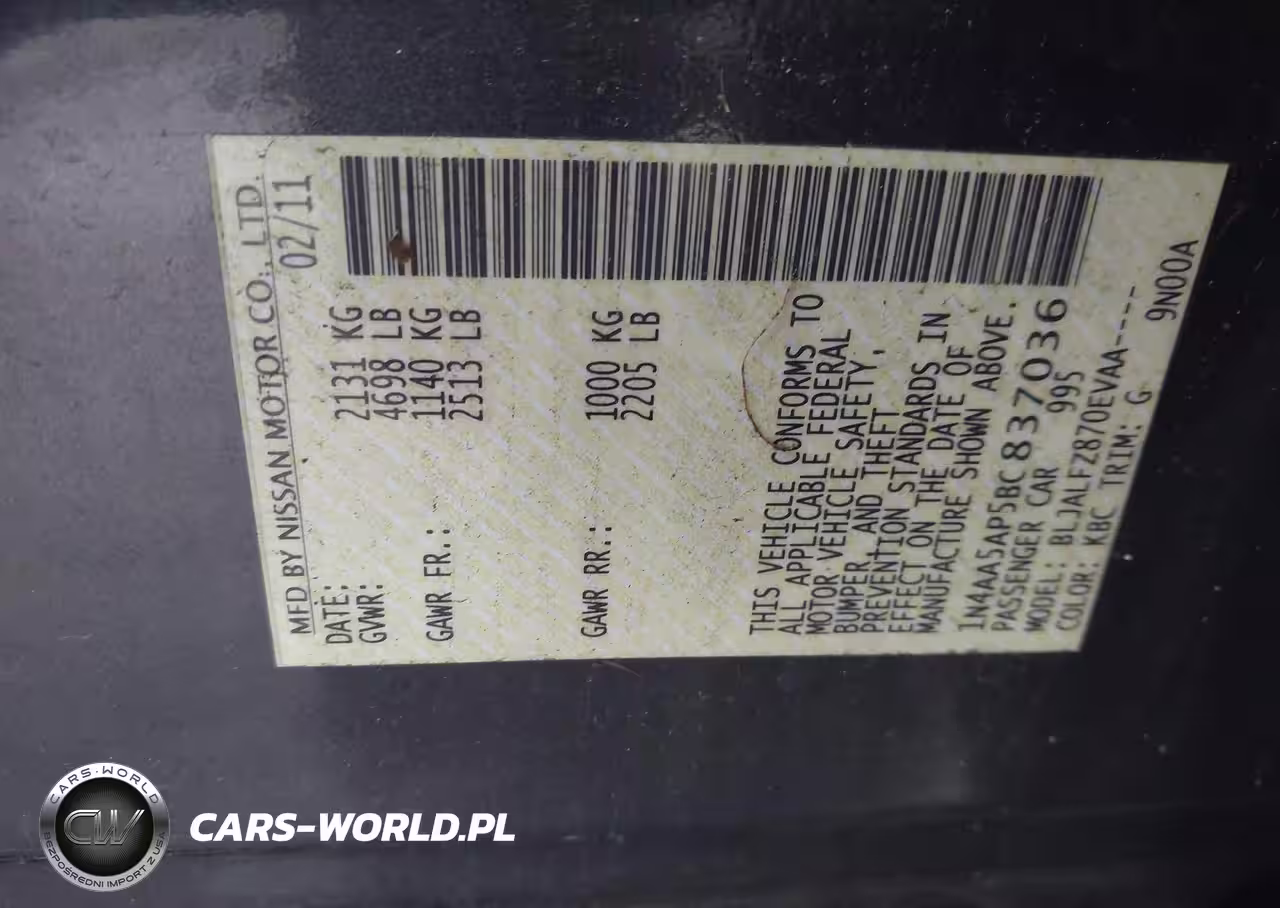 MFD BY NISSAN MOTOR CO., LTD.
DATE: 02/11
GVWR: 2131 KG
4698 LB
GAWR FR.: 1140 KG
2513 LB
GAWR RR.: 1000 KG
2205 LB
THIS VEHICLE CONFORMS TO
ALL APPLICABLE FEDERAL
MOTOR VEHICLE SAFETY,
BUMPER, AND THEFT
PREVENTION STANDARDS IN
EFFECT ON THE DATE OF
MANUFACTURE SHOWN ABOVE.
1N4AA5AP5BC837036
PASSENGER CAR 995
MODEL: BLJALFZ870EVAA----
COLOR: KBC TRIM: G
9N00A
CARS-WORLD
CW
BEZPOŚREDNI IMPORT Z USA
CARS-WORLD.PL